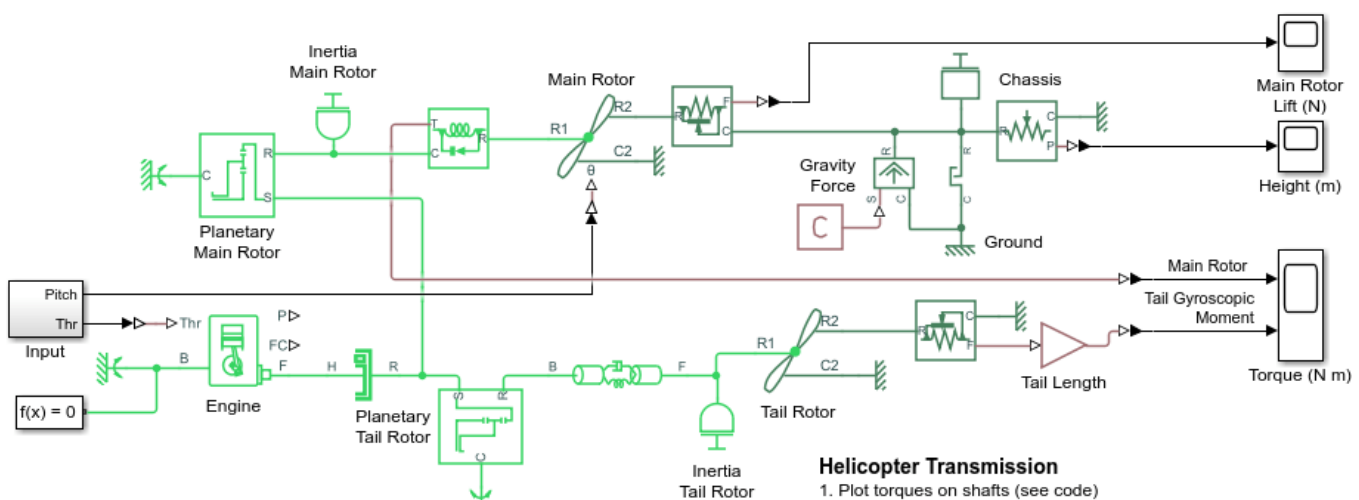 Inertia
Main Rotor
Main Rotor
Chassis
Main Rotor
Lift (N)
T
R
C
R1
R2
C2
θ
R
F
C
R
C
P
R
S
C
Planetary
Main Rotor
Gravity
Force
R
S
C
R
C
C
Height (m)
Ground
Pitch
Thr
Input
Thr
P
FC
B
F
Engine
f(x) = 0
H
R
Planetary
Tail Rotor
S
R
C
B
F
Inertia
Tail Rotor
R1
R2
C2
Tail Rotor
R
C
F
Tail Length
Main Rotor
Tail Gyroscopic
Moment
Torque (N m)
Helicopter Transmission
1. Plot torques on shafts (see code)